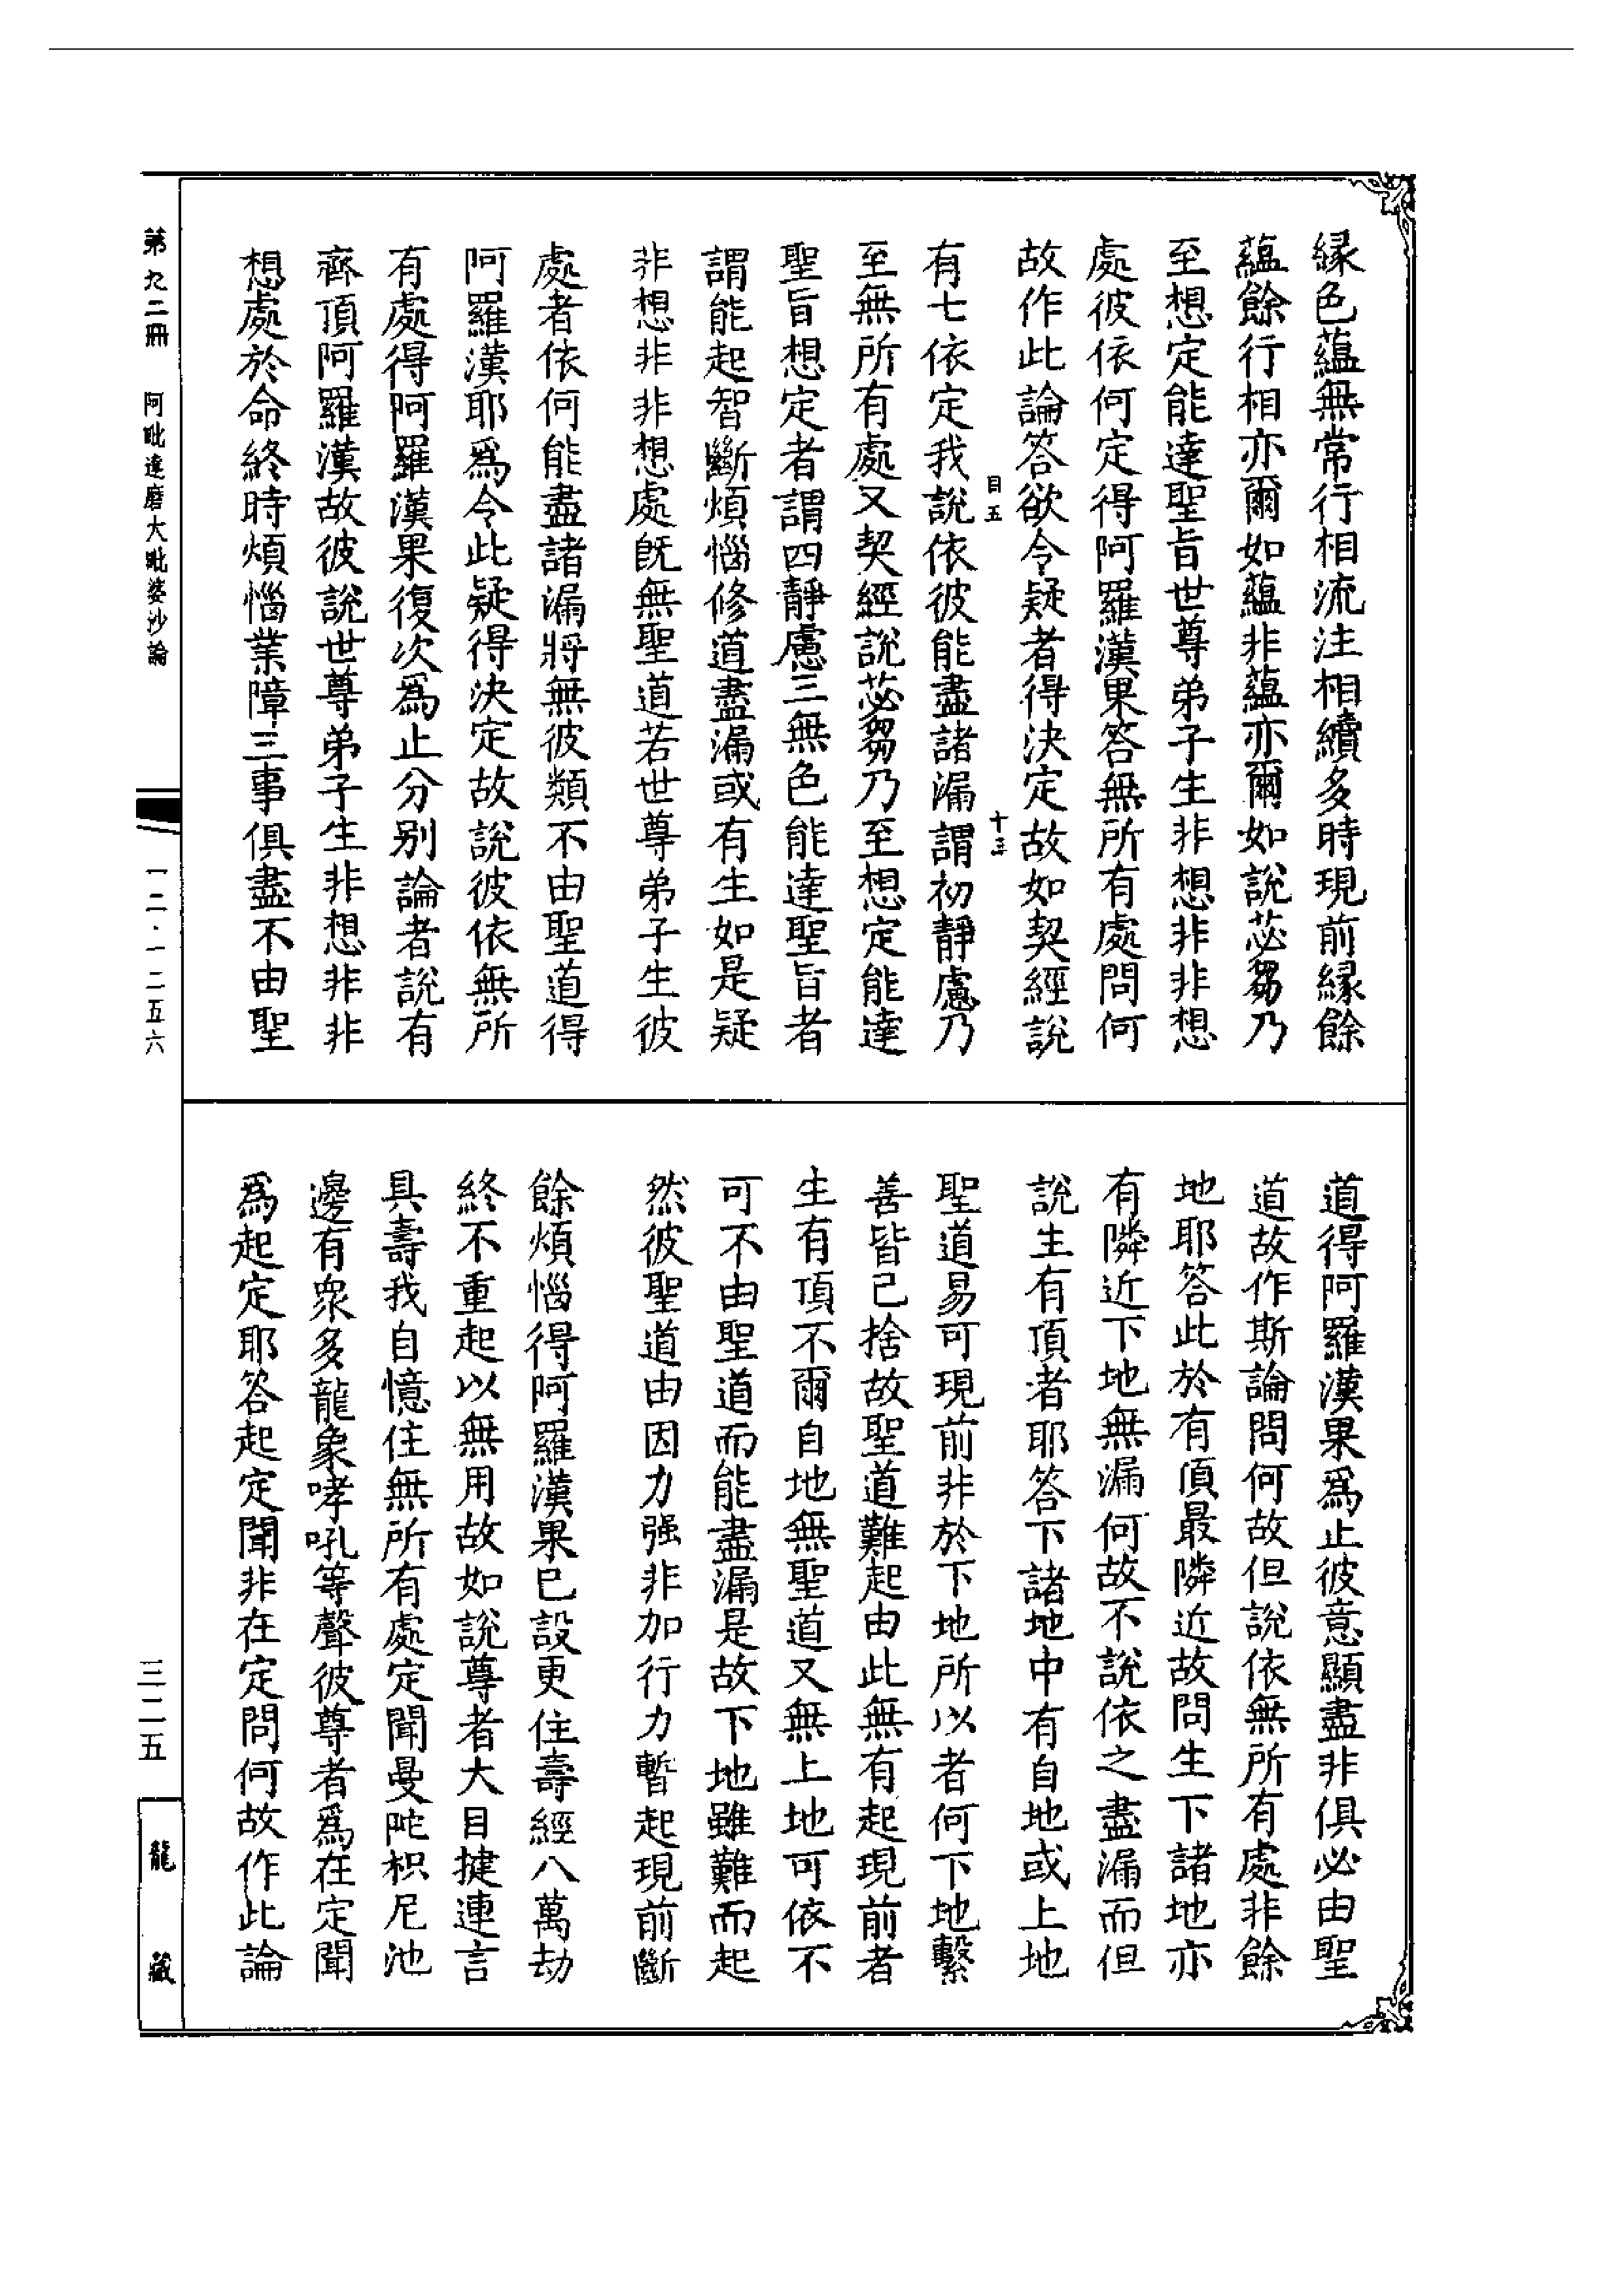 緣色蘊無常行相流注相續多時現前緣餘
蘊餘行相亦爾如蘊非蘊亦爾如說苾芻乃
至想定能達聖旨世尊弟子生非想非非想
處彼依何定得阿羅漢果答無所有處問何
故作此論答欲令疑者得決定故如契經說
目五　十三
有七依定我說依彼能盡諸漏謂初靜慮乃
至無所有處又契經說苾芻乃至想定能達
聖旨想定者謂四靜慮三無色能達聖旨者
謂能起智斷煩惱修道盡漏或有生如是疑
非想非非想處旣無聖道若世尊弟子生彼
處者依何能盡諸漏將無彼類不由聖道得
阿羅漢耶爲令此疑得決定故說彼依無所
有處得阿羅漢果復次爲止分別論者說有
齊頂阿羅漢故彼說世尊弟子生非想非非
想處於命終時煩惱業障三事俱盡不由聖
道得阿羅漢果爲止彼意顯盡非俱必由聖
道故作斯論問何故但說依無所有處非餘
地耶答此於有頂最隣近故問生下諸地亦
有隣近下地無漏何故不說依之盡漏而但
說生有頂者耶答下諸地中有自地或上地
聖道易可現前非於下地所以者何下地繫
善皆已捨故聖道難起由此無有起現前者
生有頂不爾自地無聖道又無上地可依不
可不由聖道而能盡漏是故下地雖難而起
然彼聖道由因力强非加行力暫起現前斷
餘煩惱得阿羅漢果已設更住壽經八萬劫
終不重起以無用故如說尊者大目揵連言
具壽我自憶住無所有處定聞曼陀枳尼池
邊有衆多龍象哮吼等聲彼尊者爲在定聞
爲起定耶答起定聞非在定問何故作此論
第九二冊　阿毗達磨大毗婆沙論
一二·一二五六
三二五
龍藏